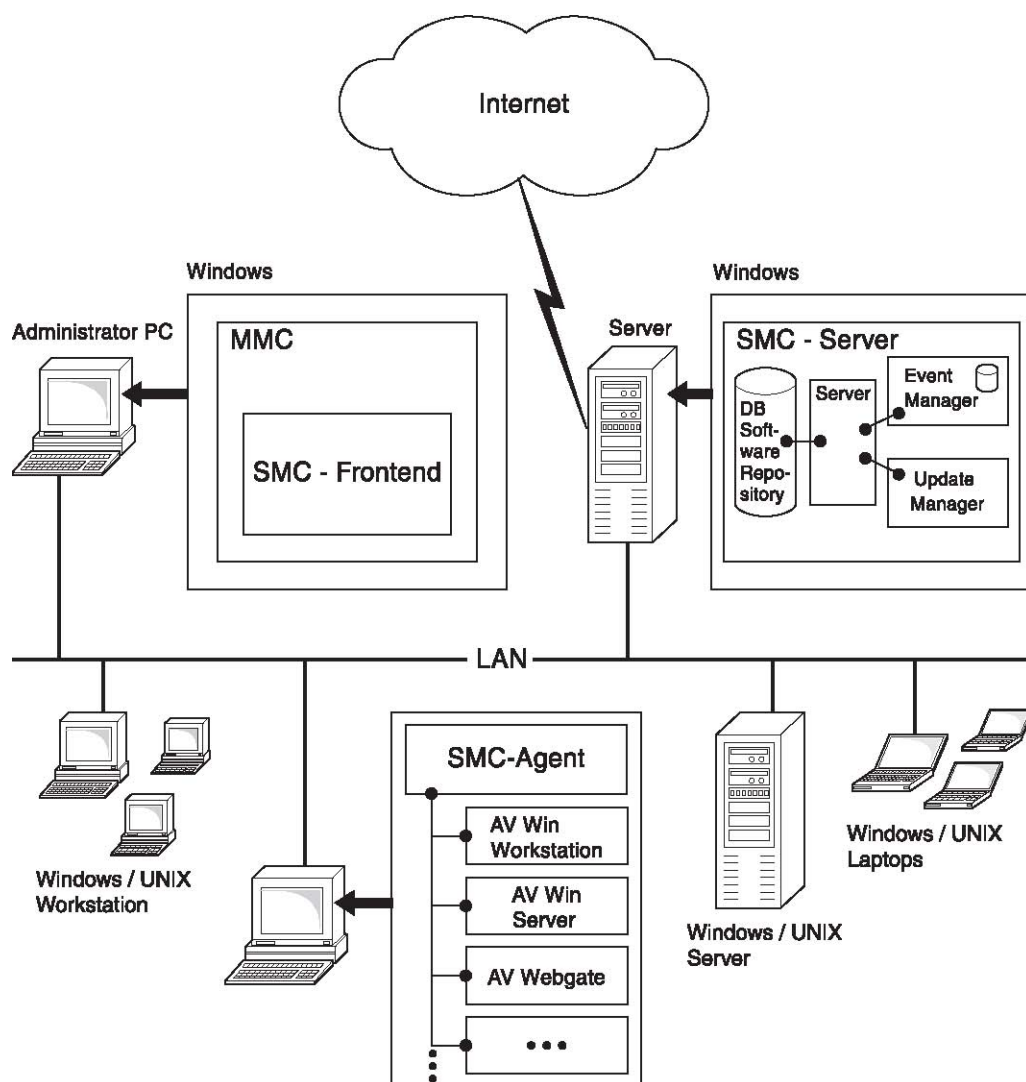 Internet
Windows
Windows
Administrator PC
MMC
SMC - Frontend
Server
SMC - Server
DB
Soft-
ware
Repo-
sitory
Server
Event
Manager
Update
Manager
LAN
Windows / UNIX
Workstation
SMC-Agent
AV Win
Workstation
AV Win
Server
AV Webgate
Windows / UNIX
Server
Windows / UNIX
Laptops